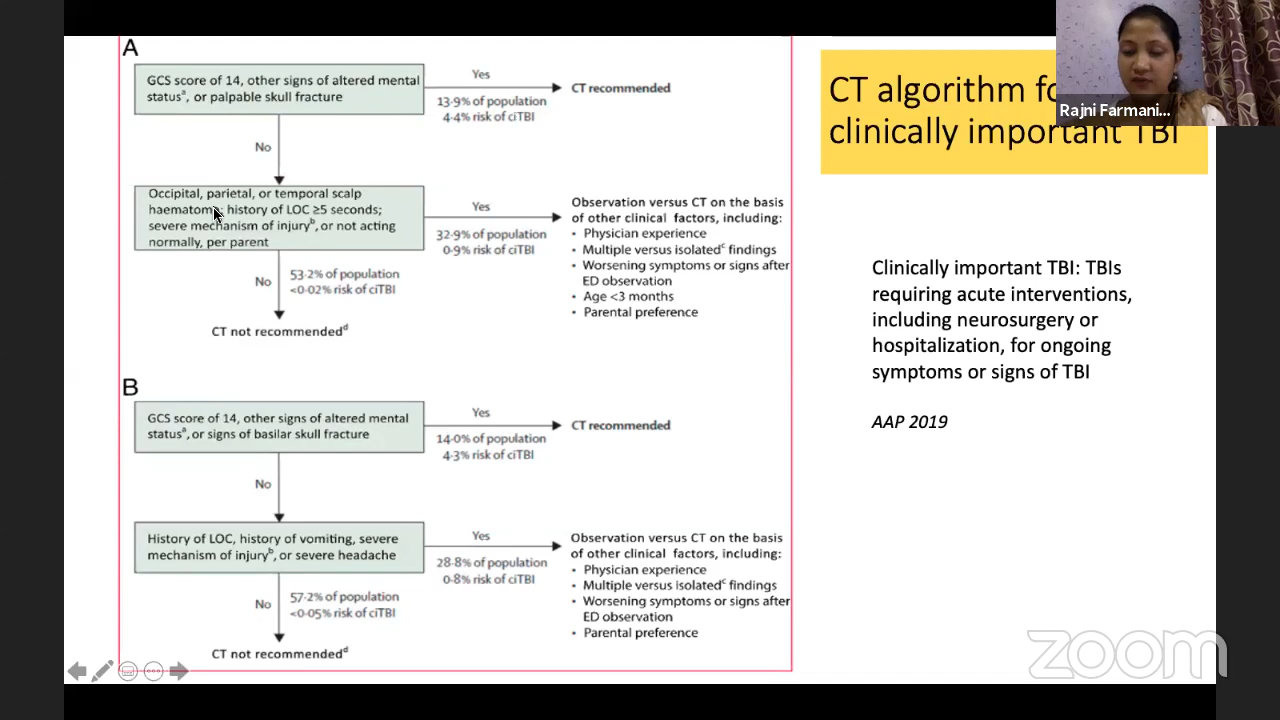 A
GCS score of 14, other signs of altered mental
statusᵃ, or palpable skull fracture
Yes
13·9% of population
4·4% risk of ciTBI
CT recommended
No
Occipital, parietal, or temporal scalp
haematoma; history of LOC ≥5 seconds;
severe mechanism of injuryᵇ, or not acting
normally, per parent
Yes
32·9% of population
0·9% risk of ciTBI
Observation versus CT on the basis
of other clinical factors, including:
• Physician experience
• Multiple versus isolatedᶜ findings
• Worsening symptoms or signs after
ED observation
• Age <3 months
• Parental preference
No
53·2% of population
<0·02% risk of ciTBI
CT not recommendedᵈ
B
GCS score of 14, other signs of altered mental
statusᵃ, or signs of basilar skull fracture
Yes
14·0% of population
4·3% risk of ciTBI
CT recommended
No
History of LOC, history of vomiting, severe
mechanism of injuryᵇ, or severe headache
Yes
28·8% of population
0·8% risk of ciTBI
Observation versus CT on the basis
of other clinical factors, including:
• Physician experience
• Multiple versus isolatedᶜ findings
• Worsening symptoms or signs after
ED observation
• Parental preference
No
57·2% of population
<0·05% risk of ciTBI
CT not recommendedᵈ
CT algorithm
clinically important TBI
Rajni Farmani...
Clinically important TBI: TBIs
requiring acute interventions,
including neurosurgery or
hospitalization, for ongoing
symptoms or signs of TBI
AAP 2019
zoom